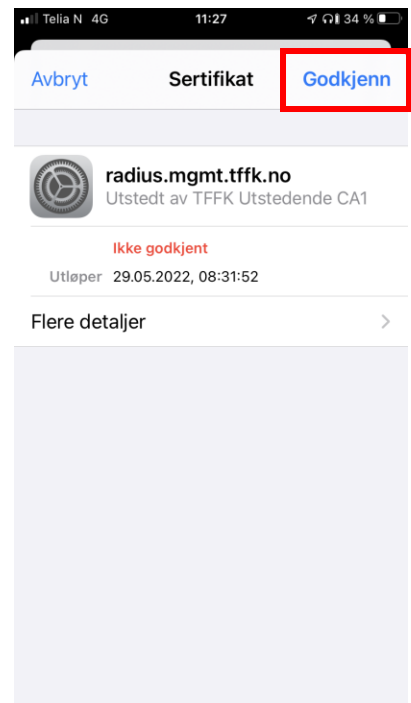 Telia N 4G 11:27 34 %
Avbryt Sertifikat Godkjenn
radius.mgmt.tffk.no
Utstedt av TFFK Utstedende CA1
Ikke godkjent
Utløper 29.05.2022, 08:31:52
Flere detaljer